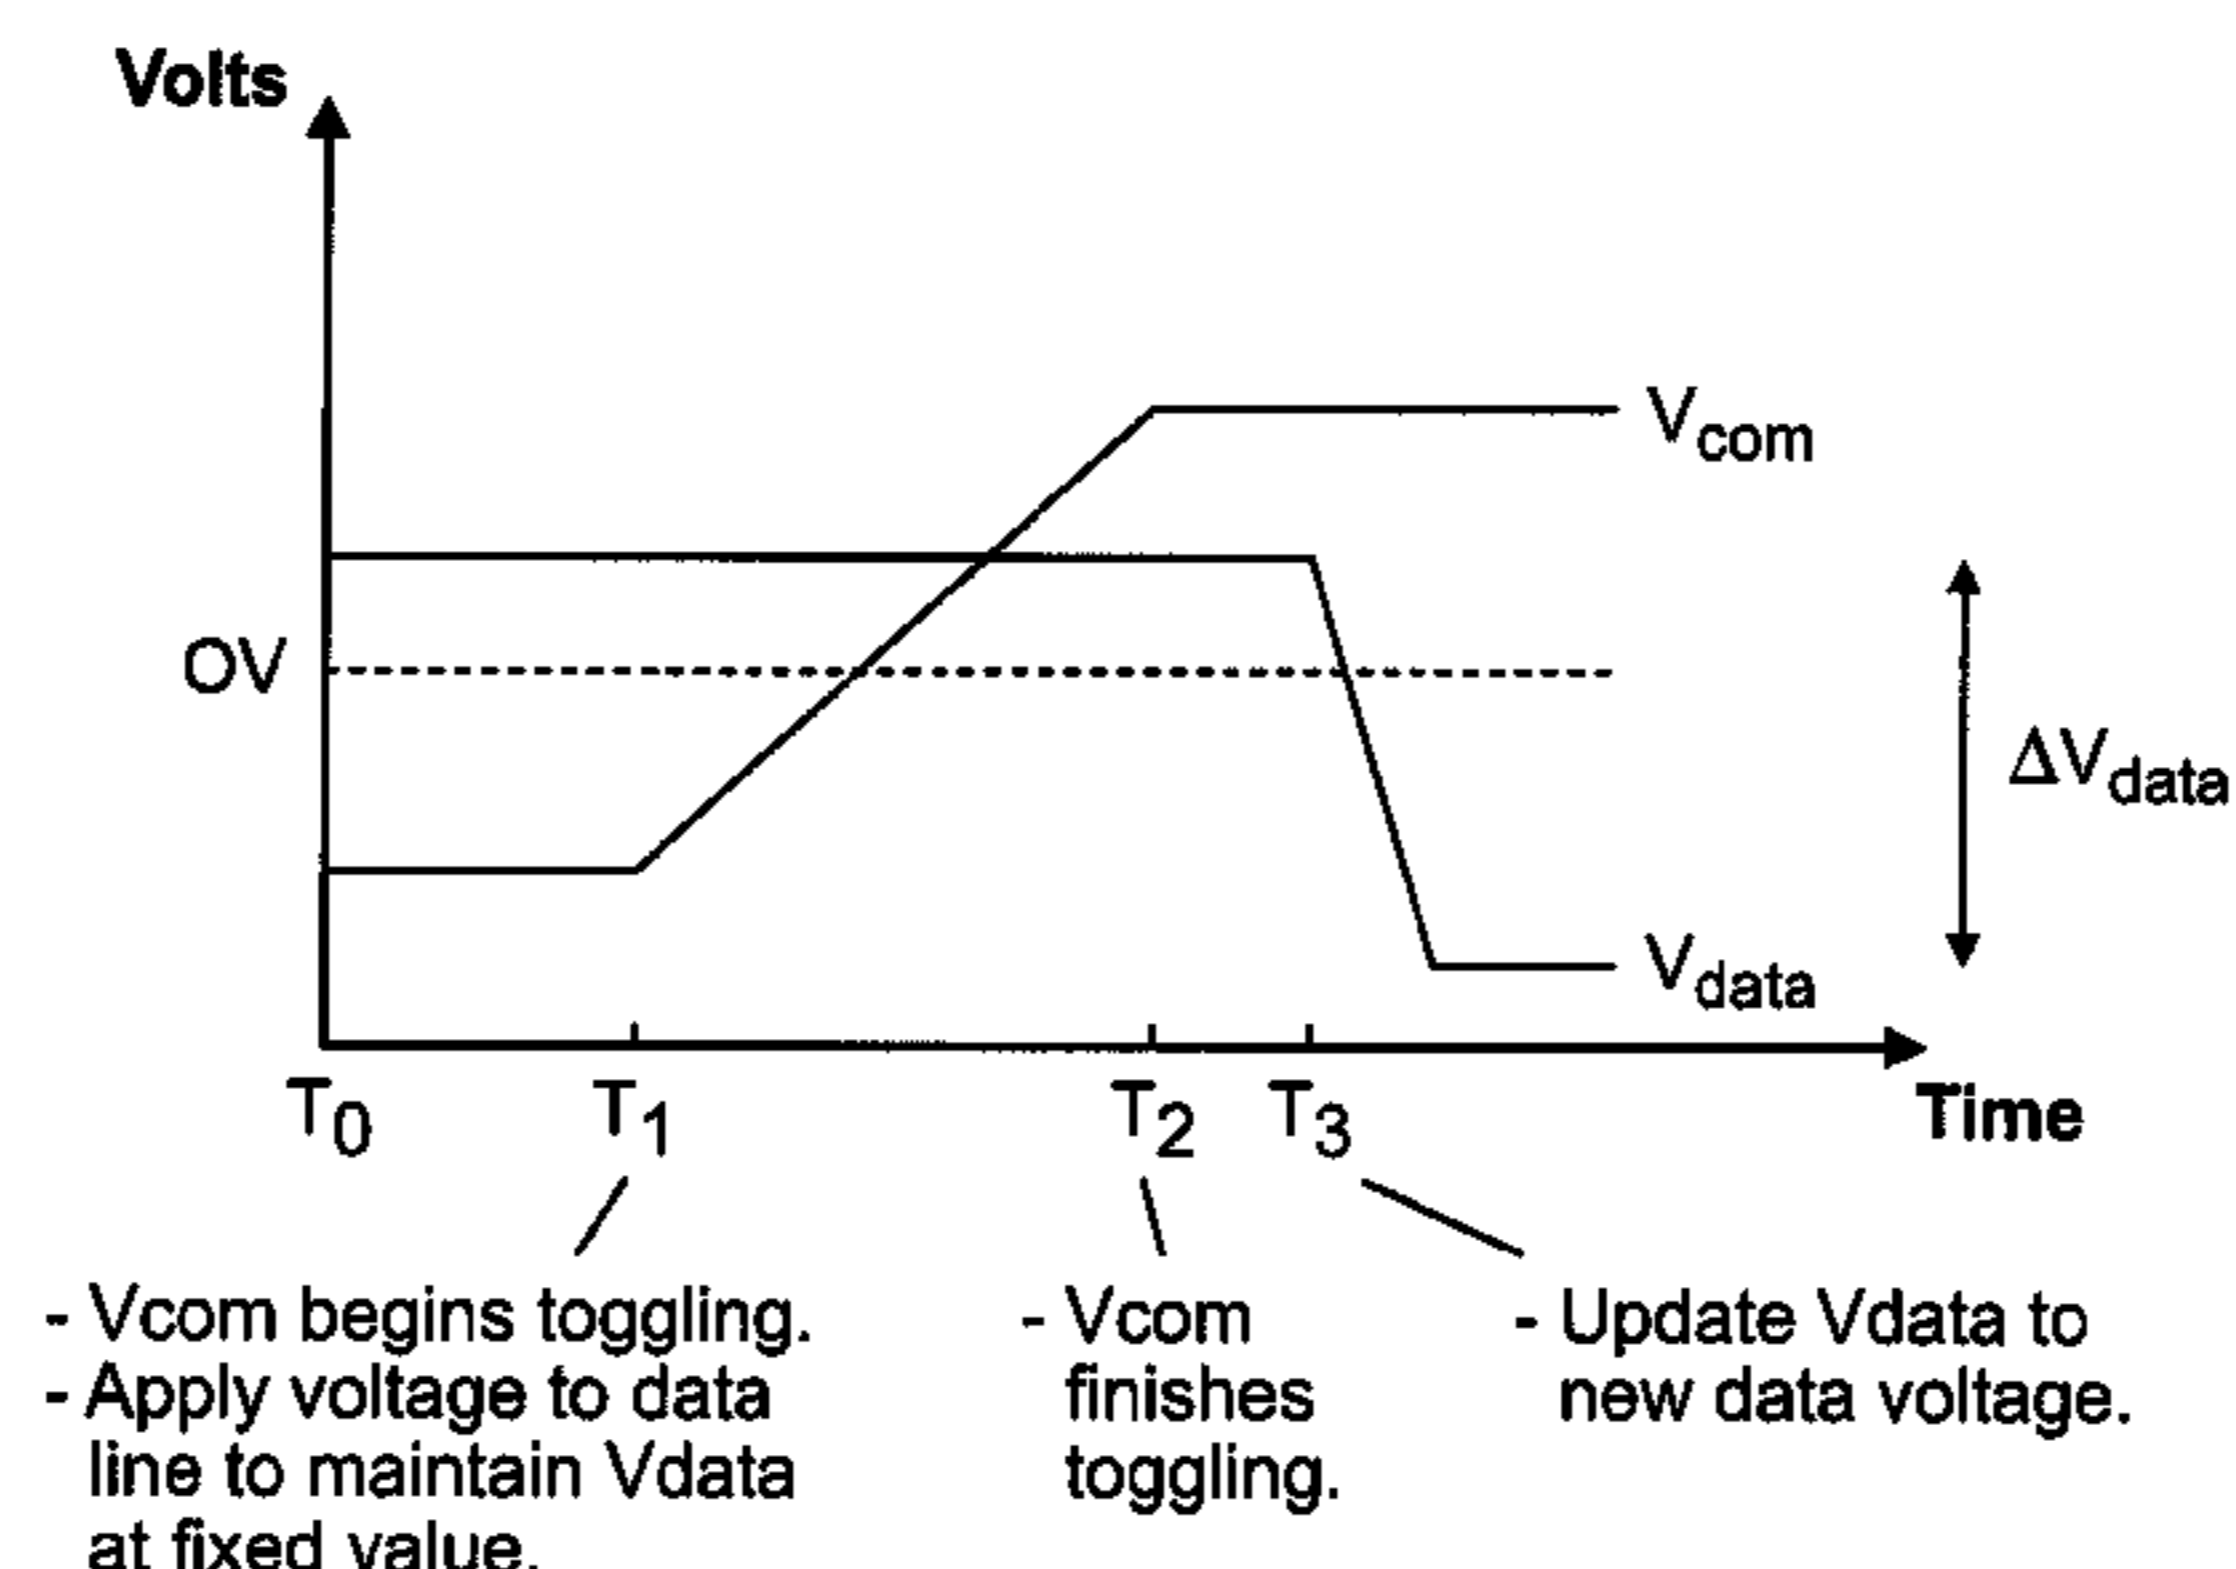 Volts
Vcom
OV
ΔVdata
Vdata
T0 T1 T2 T3
Time
- Vcom begins toggling.
- Apply voltage to data
line to maintain Vdata
at fixed value.
- Vcom
finishes
toggling.
- Update Vdata to
new data voltage.